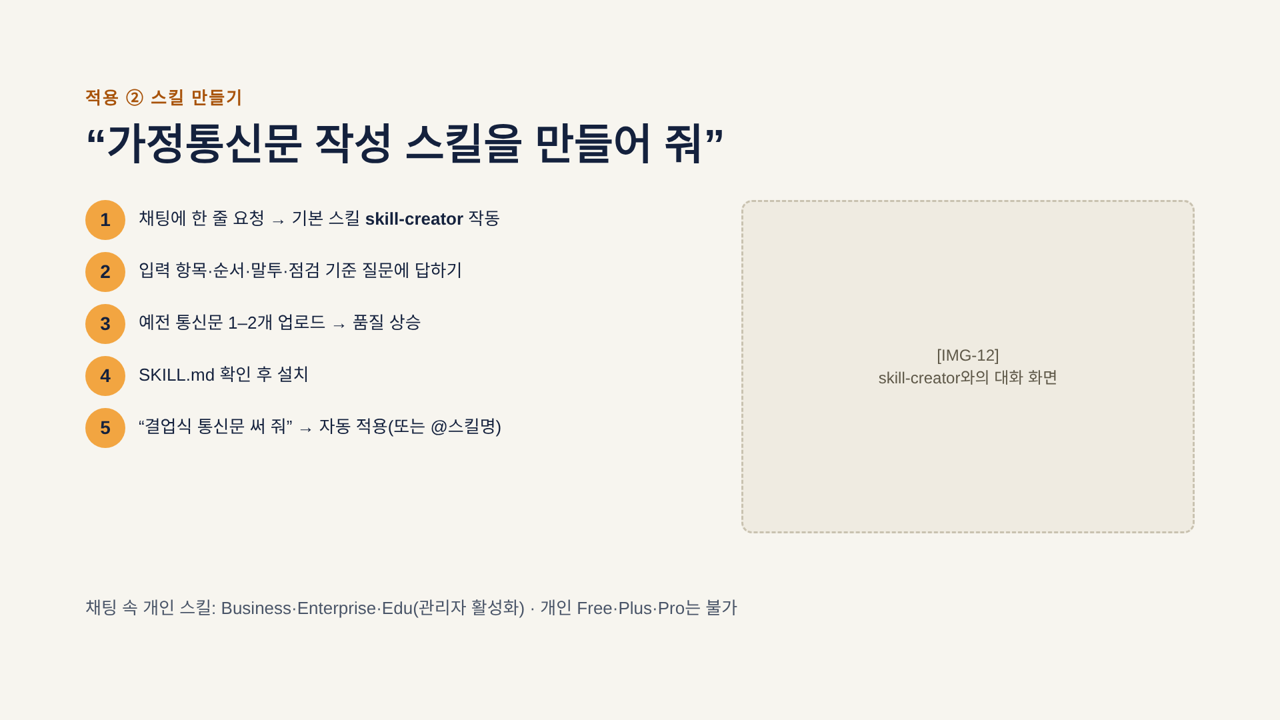 적용 ② 스킬 만들기
“가정통신문 작성 스킬을 만들어 줘”
1 채팅에 한 줄 요청 → 기본 스킬 skill-creator 작동
2 입력 항목·순서·말투·점검 기준 질문에 답하기
3 예전 통신문 1–2개 업로드 → 품질 상승
4 SKILL.md 확인 후 설치
5 “결업식 통신문 써 줘” → 자동 적용(또는 @스킬명)
[IMG-12]
skill-creator와의 대화 화면
채팅 속 개인 스킬: Business·Enterprise·Edu(관리자 활성화) · 개인 Free·Plus·Pro는 불가